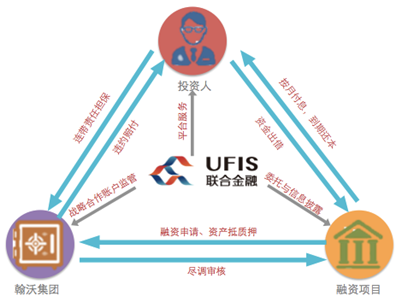 投资人
连带责任担保
违约赔付
平台服务
按月付息，到期还本
资金出借
UFIS
联合金融
战略合作账户监管
委托与信息披露
融资申请、资产抵质押
尽调审核
翰沃集团
融资项目